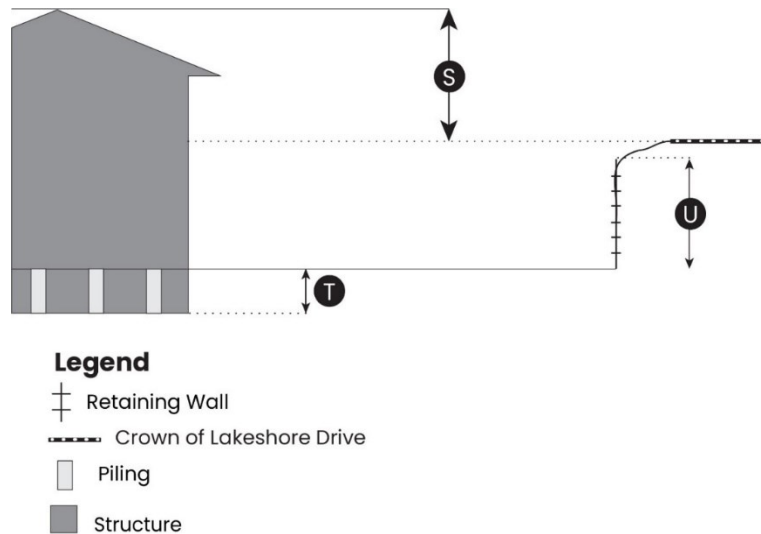 S
U
T
Legend
Retaining Wall
Crown of Lakeshore Drive
Piling
Structure